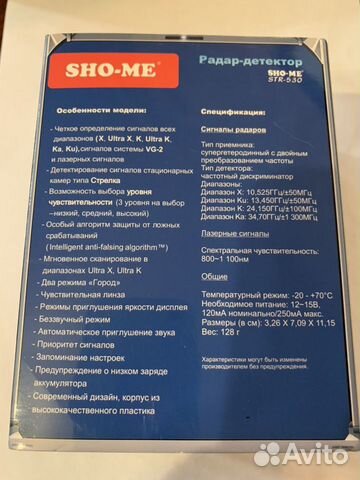 SHO-ME®
Радар-детектор
SHO-ME®
STR-530
Особенности модели:
- Четкое определение сигналов всех
диапазонов (X, Ultra X, K, Ultra K,
Ka, Ku),сигналов системы VG-2
и лазерных сигналов
- Детектирование сигналов стационарных
камер типа Стрелка
- Возможность выбора уровня
чувствительности (3 уровня на выбор
–низкий, средний, высокий)
- Особый алгоритм защиты от ложных
срабатываний
( Intelligent anti-falsing algorithm™)
- Мгновенное сканирование в
диапазонах Ultra X, Ultra K
- Два режима «Город»
- Чувствительная линза
- Режимы приглушения яркости дисплея
- Беззвучный режим
- Автоматическое приглушение звука
- Приоритет сигналов
- Запоминание настроек
- Предупреждение о низком заряде
аккумулятора
- Современный дизайн, корпус из
высококачественного пластика
Спецификация:
Сигналы радаров
Тип приемника:
супергетеродинный с двойным
преобразованием частоты
Тип детектора:
частотный дискриминатор
Диапазоны:
Диапазон X: 10,525ГГц/±50МГц
Диапазон Ku: 13,450ГГц/±50МГц
Диапазон K: 24,150ГГц/±100МГц
Диапазон Ka: 34,70ГГц/±1 300МГц
Лазерные сигналы
Спектральная чувствительность:
800~1 100нм
Общие
Температурный режим: -20 - +70°С
Необходимое питание: 12~15В,
120мА номинально/250мА макс.
Размеры (в см): 3,26 X 7,09 X 11,15
Вес: 128 г
Характеристики могут быть изменены
производителем без предупреждения.
Avito